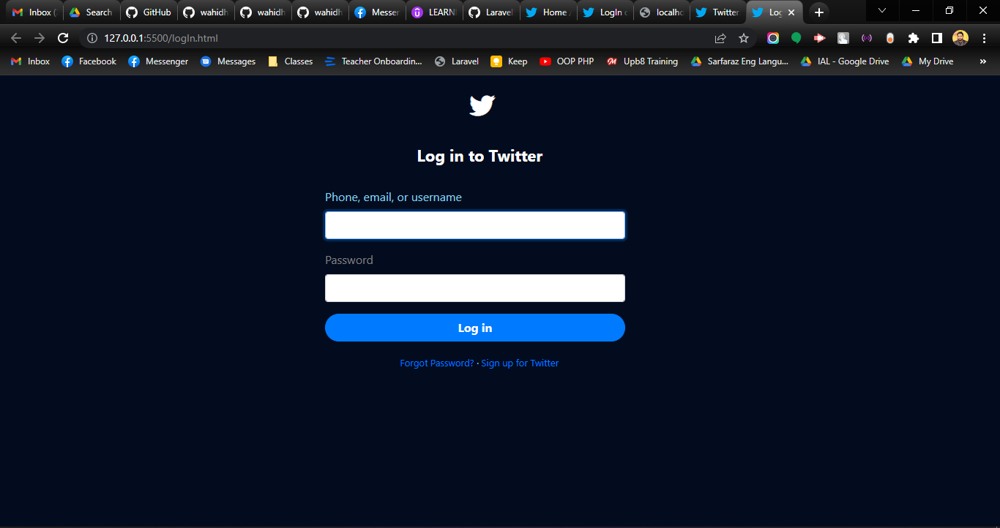 Inbox ( Search GitHub wahidh wahidh wahidh Messen LEARN Laravel Home LogIn localho Twitter Log
127.0.0.1:5500/logIn.html
Inbox Facebook Messenger Messages Classes Teacher Onboardin... Laravel Keep OOP PHP Upb8 Training Sarfaraz Eng Langu... IAL - Google Drive My Drive »
Log in to Twitter
Phone, email, or username
Password
Log in
Forgot Password? · Sign up for Twitter